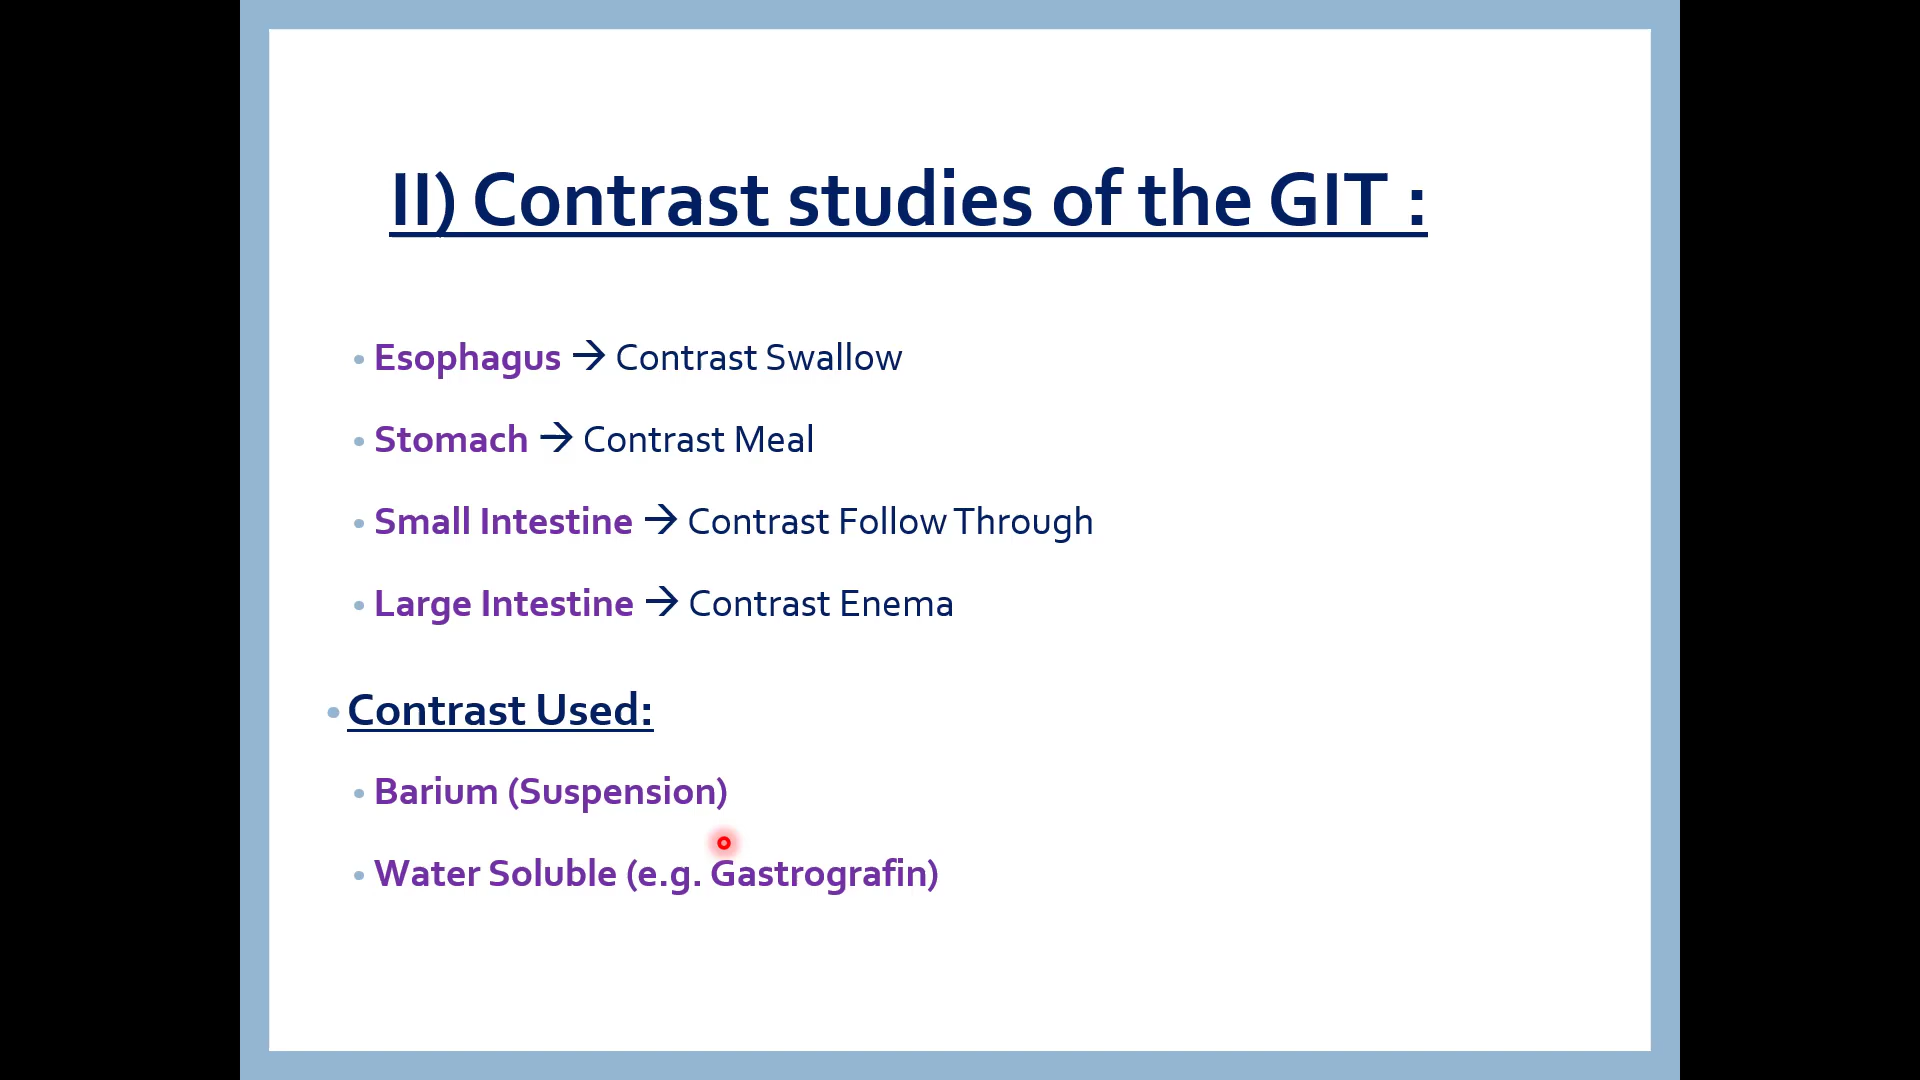 II) Contrast studies of the GIT :
• Esophagus → Contrast Swallow
• Stomach → Contrast Meal
• Small Intestine → Contrast Follow Through
• Large Intestine → Contrast Enema
• Contrast Used:
• Barium (Suspension)
• Water Soluble (e.g. Gastrografin)